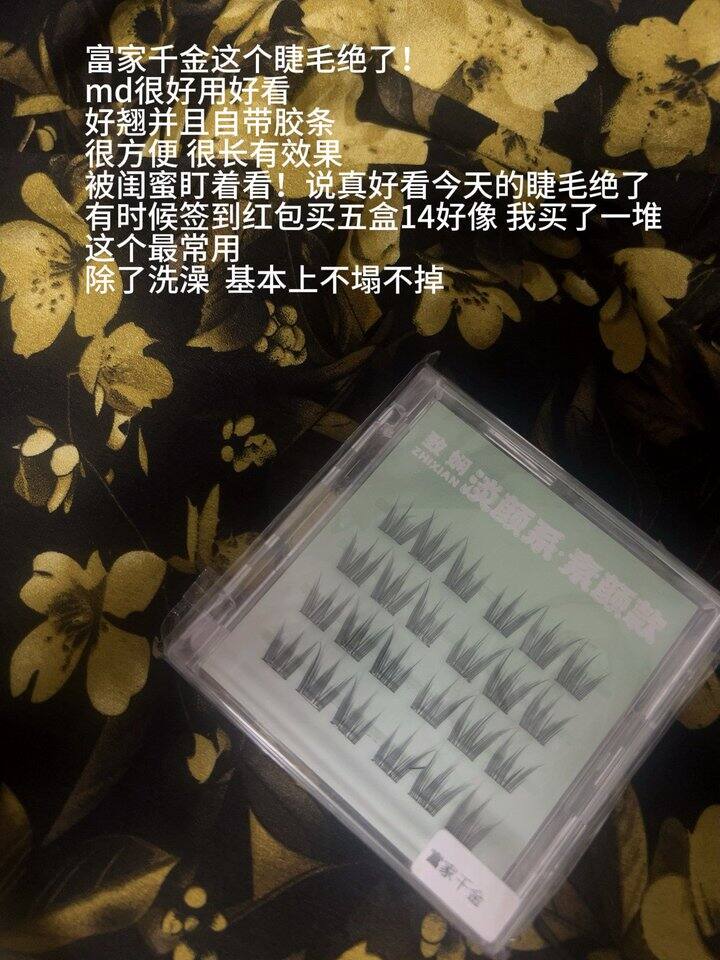 富家千金这个睫毛绝了！
md很好用好看
好翘并且自带胶条
很方便 很长有效果
被闺蜜盯着看！说真好看今天的睫毛绝了
有时候签到红包买五盒14好像 我买了一堆
这个最常用
除了洗澡 基本上不塌不掉
ZHIXIAN
淡颜系·素颜款
富家千金